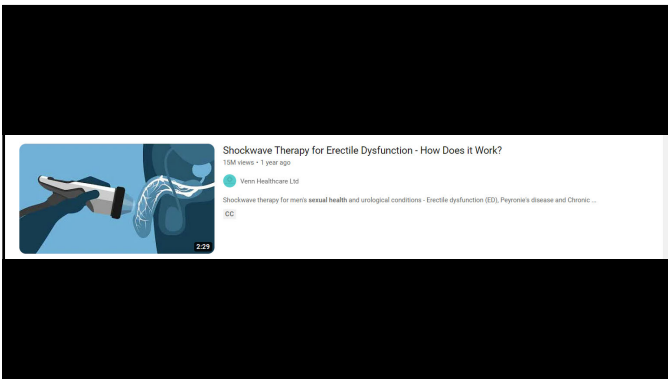 Shockwave Therapy for Erectile Dysfunction - How Does it Work?
15M views • 1 year ago
Venn Healthcare Ltd
Shockwave therapy for men's sexual health and urological conditions - Erectile dysfunction (ED), Peyronie's disease and Chronic ...
CC
2:29